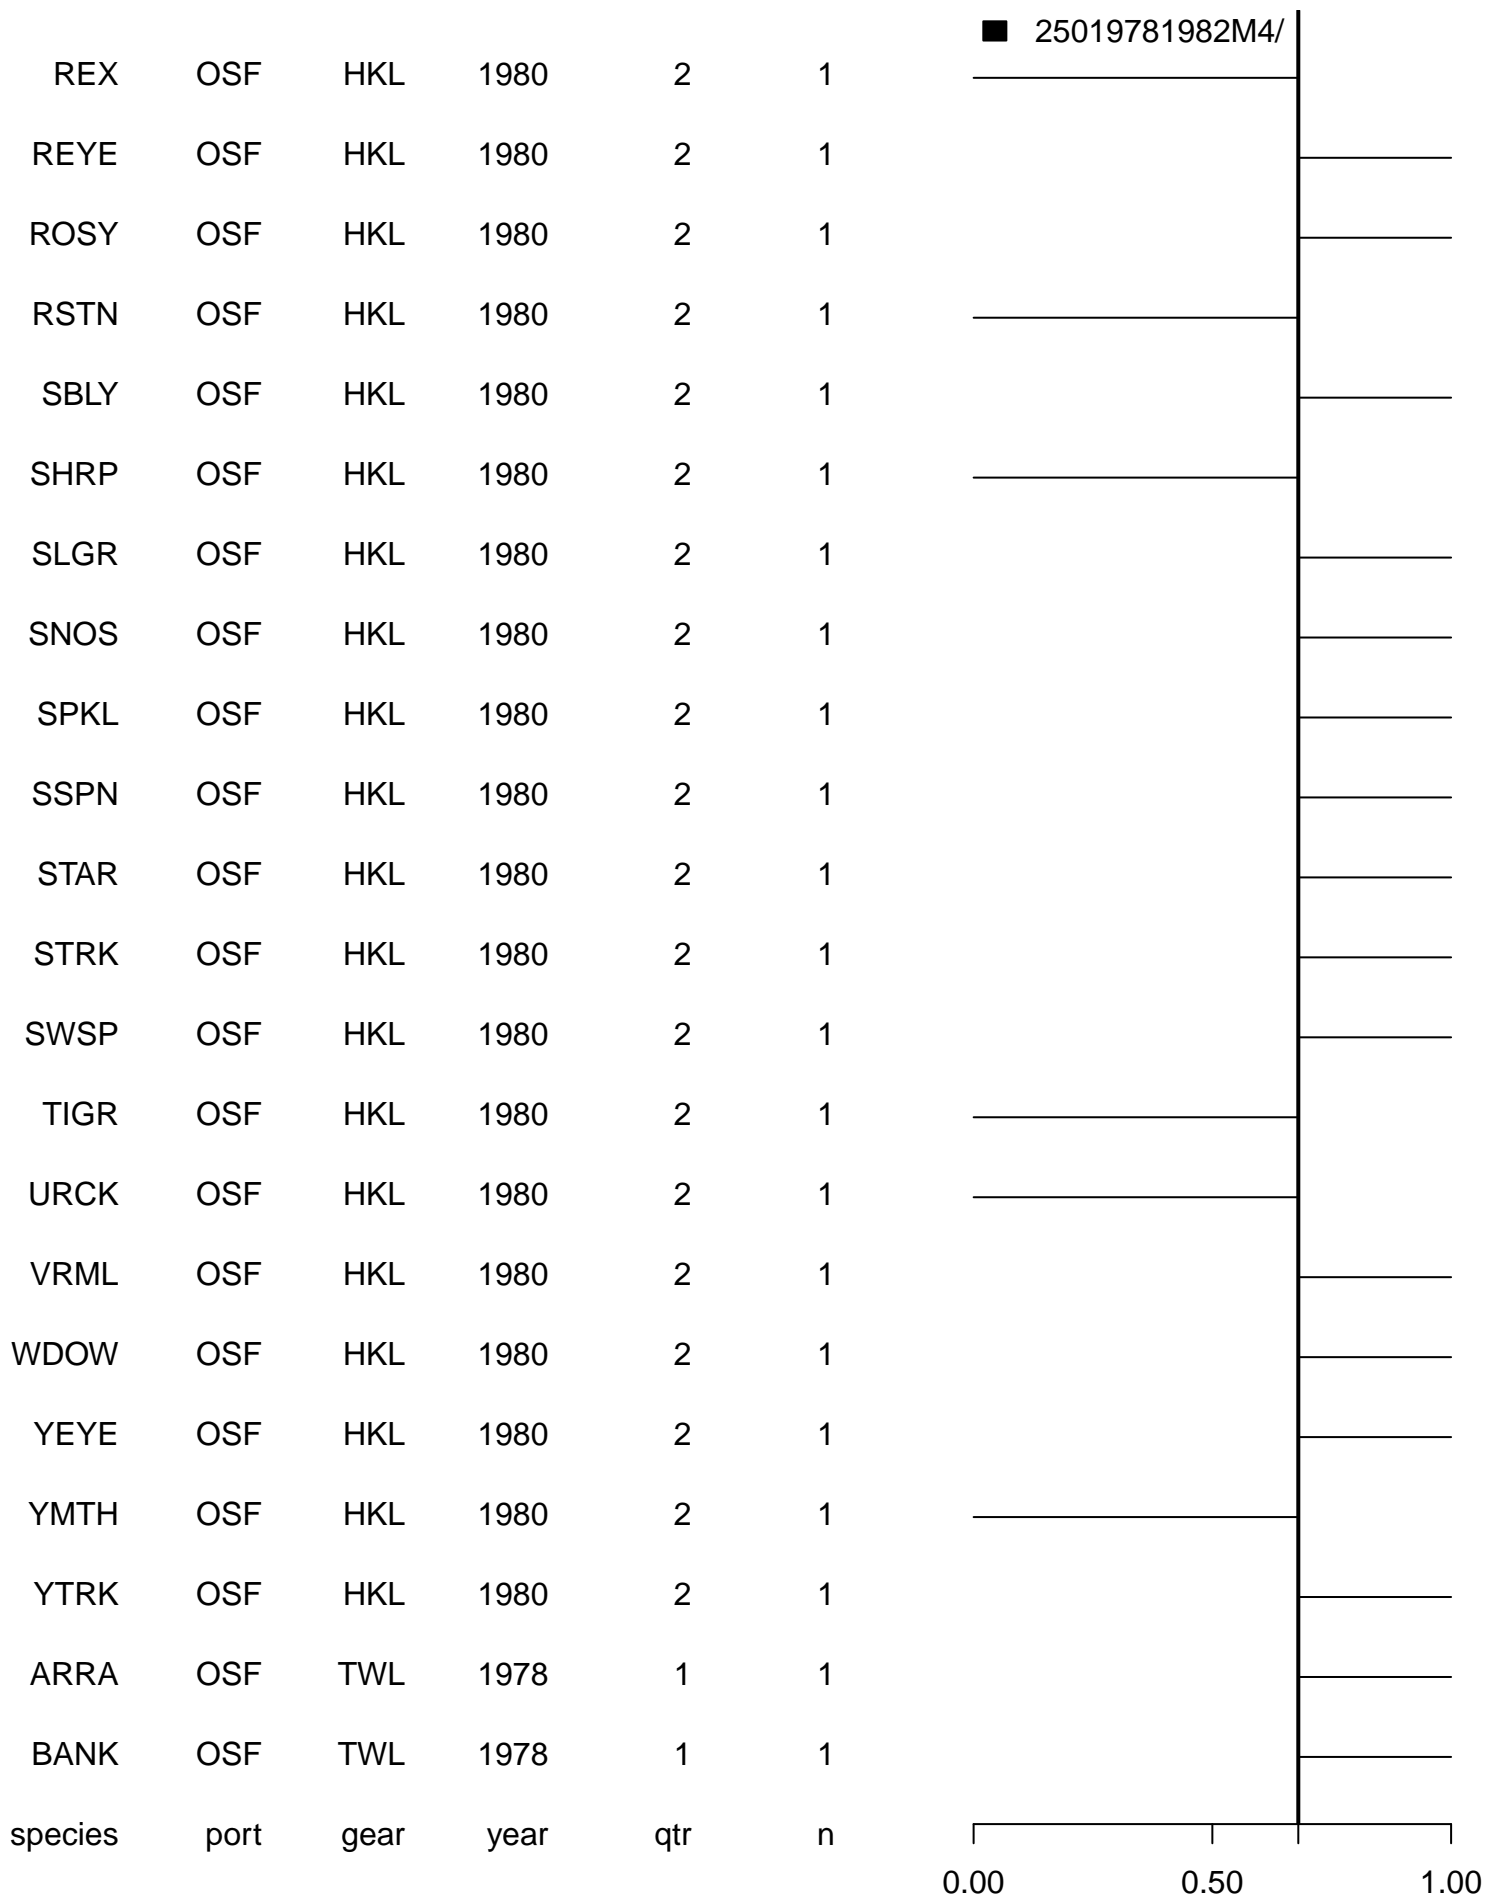 25019781982M4/
REX OSF HKL 1980 2 1
REYE OSF HKL 1980 2 1
ROSY OSF HKL 1980 2 1
RSTN OSF HKL 1980 2 1
SBLY OSF HKL 1980 2 1
SHRP OSF HKL 1980 2 1
SLGR OSF HKL 1980 2 1
SNOS OSF HKL 1980 2 1
SPKL OSF HKL 1980 2 1
SSPN OSF HKL 1980 2 1
STAR OSF HKL 1980 2 1
STRK OSF HKL 1980 2 1
SWSP OSF HKL 1980 2 1
TIGR OSF HKL 1980 2 1
URCK OSF HKL 1980 2 1
VRML OSF HKL 1980 2 1
WDOW OSF HKL 1980 2 1
YEYE OSF HKL 1980 2 1
YMTH OSF HKL 1980 2 1
YTRK OSF HKL 1980 2 1
ARRA OSF TWL 1978 1 1
BANK OSF TWL 1978 1 1
species port gear year qtr n
0.00 0.50 1.00